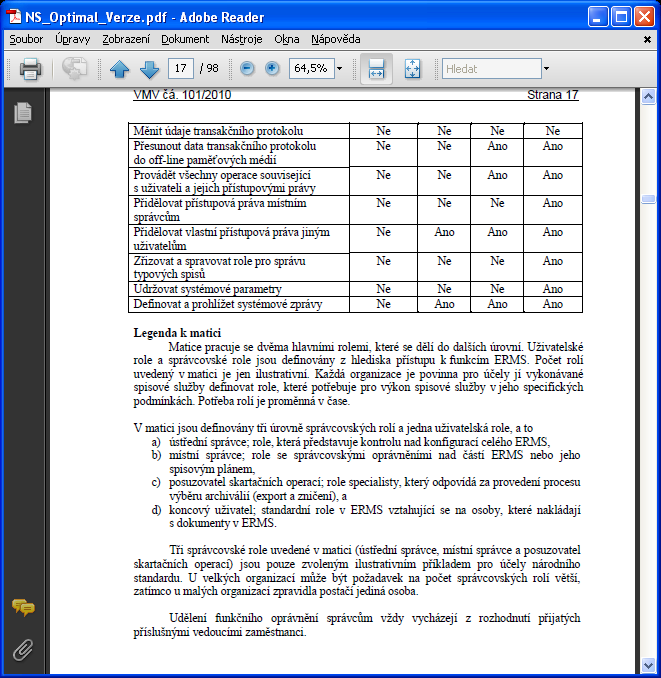 NS_Optimal_Verze.pdf - Adobe Reader
Soubor Úpravy Zobrazení Dokument Nástroje Okna Nápověda
17 / 98 64,5% Hledat
VMV čá. 101/2010 Strana 17
Měnit údaje transakčního protokolu Ne Ne Ne Ne
Přesunout data transakčního protokolu Ne Ne Ano Ano
do off-line paměťových médií
Provádět všechny operace související Ne Ne Ano Ano
s uživateli a jejich přístupovými právy
Přidělovat přístupová práva místním Ne Ne Ne Ano
správcům
Přidělovat vlastní přístupová práva jiným Ne Ano Ano Ano
uživatelům
Zřizovat a spravovat role pro správu Ne Ne Ne Ano
typových spisů
Udržovat systémové parametry Ne Ne Ne Ano
Definovat a prohlížet systémové zprávy Ne Ano Ano Ano
Legenda k matici
Matice pracuje se dvěma hlavními rolemi, které se dělí do dalších úrovní. Uživatelské
role a správcovské role jsou definovány z hlediska přístupu k funkcím ERMS. Počet rolí
uvedený v matici je jen ilustrativní. Každá organizace je povinna pro účely jí vykonávané
spisové služby definovat role, které potřebuje pro výkon spisové služby v jeho specifických
podmínkách. Potřeba rolí je proměnná v čase.
V matici jsou definovány tři úrovně správcovských rolí a jedna uživatelská role, a to
a) ústřední správce; role, která představuje kontrolu nad konfigurací celého ERMS,
b) místní správce; role se správcovskými oprávněními nad částí ERMS nebo jeho
spisovým plánem,
c) posuzovatel skartačních operací; role specialisty, který odpovídá za provedení procesu
výběru archiválií (export a zničení), a
d) koncový uživatel; standardní role v ERMS vztahující se na osoby, které nakládají
s dokumenty v ERMS.
Tři správcovské role uvedené v matici (ústřední správce, místní správce a posuzovatel
skartačních operací) jsou pouze zvoleným ilustrativním příkladem pro účely národního
standardu. U velkých organizací může být požadavek na počet správcovských rolí větší,
zatímco u malých organizací zpravidla postačí jediná osoba.
Udělení funkčního oprávnění správcům vždy vycházejí z rozhodnutí přijatých
příslušnými vedoucími zaměstnanci.